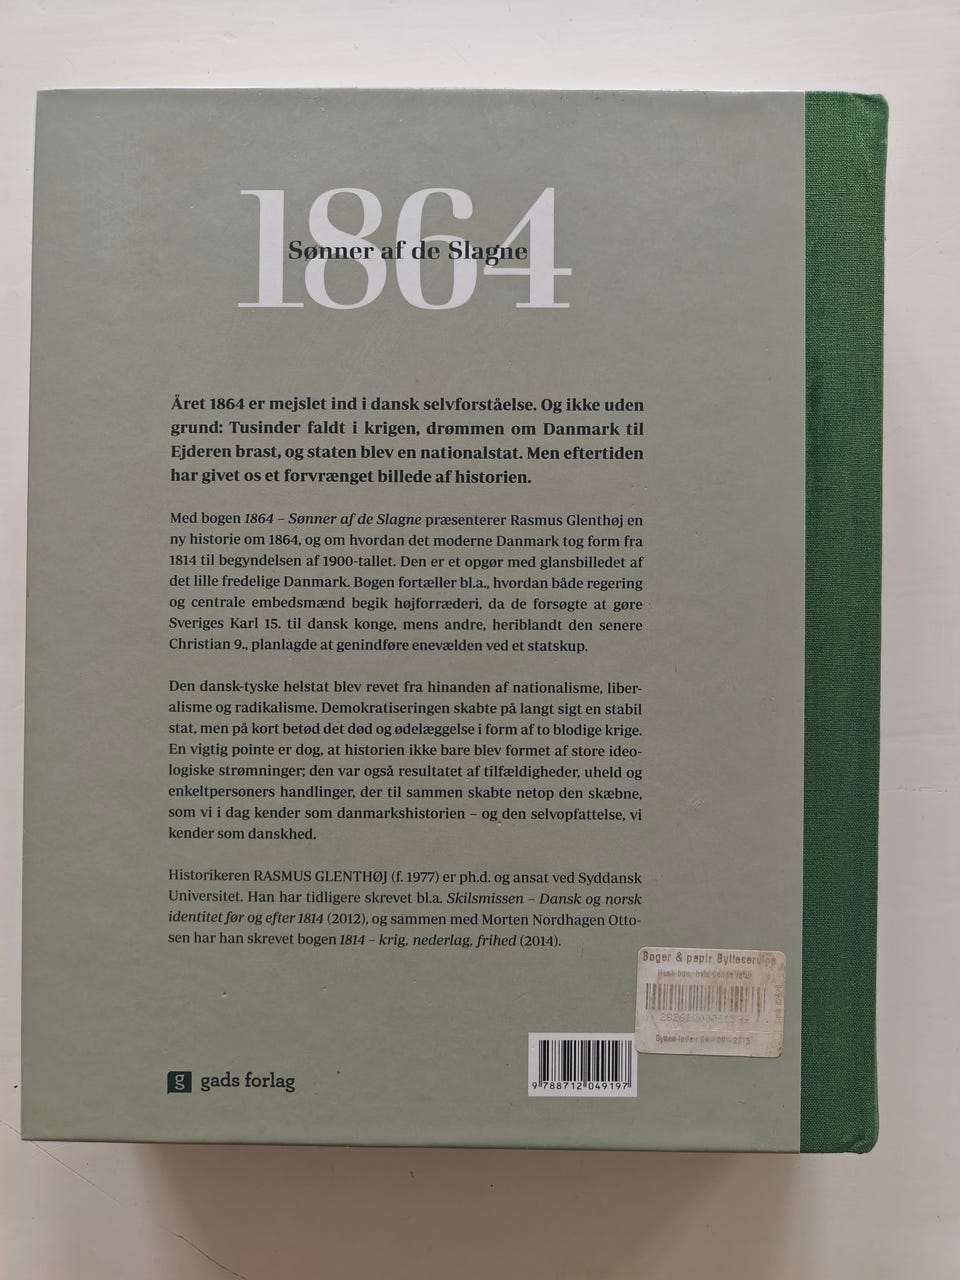 1864
Sønner af de Slagne
Året 1864 er mejslet ind i dansk selvforståelse. Og ikke uden
grund: Tusinder faldt i krigen, drømmen om Danmark til
Ejderen brast, og staten blev en nationalstat. Men eftertiden
har givet os et forvrænget billede af historien.
Med bogen 1864 – Sønner af de Slagne præsenterer Rasmus Glenthøj en
ny historie om 1864, og om hvordan det moderne Danmark tog form fra
1814 til begyndelsen af 1900-tallet. Den er et opgør med glansbilledet af
det lille fredelige Danmark. Bogen fortæller bl.a., hvordan både regering
og centrale embedsmænd begik højforræderi, da de forsøgte at gøre
Sveriges Karl 15. til dansk konge, mens andre, heriblandt den senere
Christian 9., planlagde at genindføre enevælden ved et statskup.
Den dansk-tyske helstat blev revet fra hinanden af nationalisme, liber-
alisme og radikalisme. Demokratiseringen skabte på langt sigt en stabil
stat, men på kort betød det død og ødelæggelse i form af to blodige krige.
En vigtig pointe er dog, at historien ikke bare blev formet af store ideo-
logiske strømninger; den var også resultatet af tilfældigheder, uheld og
enkeltpersoners handlinger, der til sammen skabte netop den skæbne,
som vi i dag kender som danmarkshistorien – og den selvopfattelse, vi
kender som danskhed.
Historikeren RASMUS GLENTHØJ (f. 1977) er ph.d. og ansat ved Syddansk
Universitet. Han har tidligere skrevet bl.a. Skilsmissen – Dansk og norsk
identitet før og efter 1814 (2012), og sammen med Morten Nordhagen Otto-
sen har han skrevet bogen 1814 – krig, nederlag, frihed (2014).
Bøger & papir Bytteservice
Husk bon, hvis penge retur
Byttes inden
g gads forlag
9 788712 049197